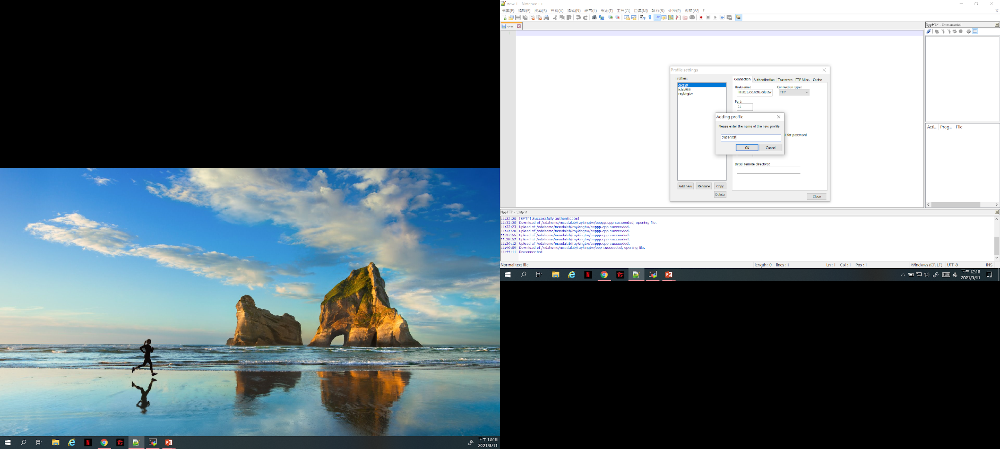 new 1 - Notepad++
檔案(F) 編輯(E) 搜尋(S) 檢視(V) 編碼(N) 語言(L) 設定(T) 工具(O) 巨集(M) 執行(R) 外掛(P) 視窗(W) ?
new 1
1
NppFTP - Disconnected
Profile settings
Profiles:
dic139
iclab066
raykingtw
Connection Authentication Transfers FTP Misc. Cache
Hostname: Connection type:
linux01.ee.nctu.edu.tw FTP
Port:
21
Adding profile
Please enter the name of the new profile
k for password
2021OOP
OK Cancel
Initial remote directory:
Add new Rename Copy
Delete
Close
Acti... Prog... File
NppFTP - Output
11:32:20 [SFTP] Successfully authenticated
11:32:20 Download of /edahome/msedalab/raykingtw/ooppp.cpp succeeded, opening file.
11:32:23 Upload of /edahome/msedalab/raykingtw/ooppp.cpp succeeded.
11:34:28 Upload of /edahome/msedalab/raykingtw/ooppp.cpp succeeded.
11:37:55 Upload of /edahome/msedalab/raykingtw/ooppp.cpp succeeded.
11:38:52 Upload of /edahome/msedalab/raykingtw/ooppp.cpp succeeded.
11:39:12 Upload of /edahome/msedalab/raykingtw/ooppp.cpp succeeded.
11:40:59 Download of /edahome/msedalab/raykingtw/oop succeeded, opening file.
11:44:11 Disconnected
Normal text file length : 0 lines : 1 Ln : 1 Col : 1 Pos : 1 Windows (CR LF) UTF-8 INS
英 下午 12:18
2021/3/11
下午 12:18
2021/3/11